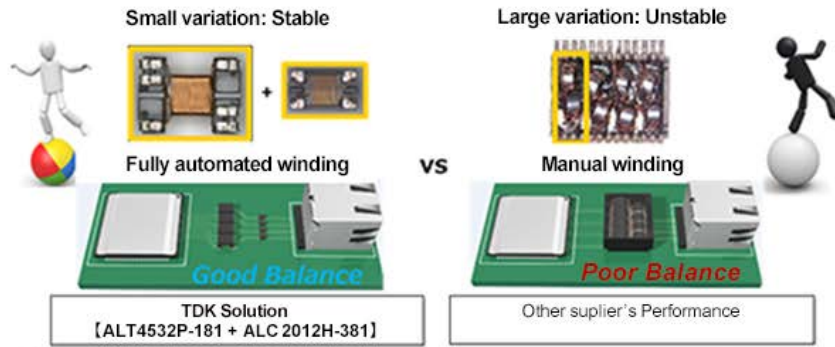 Small variation: Stable
Large variation: Unstable
+
Fully automated winding
vs
Manual winding
Good Balance
Poor Balance
TDK Solution
【ALT4532P-181 + ALC 2012H-381】
Other suplier's Performance